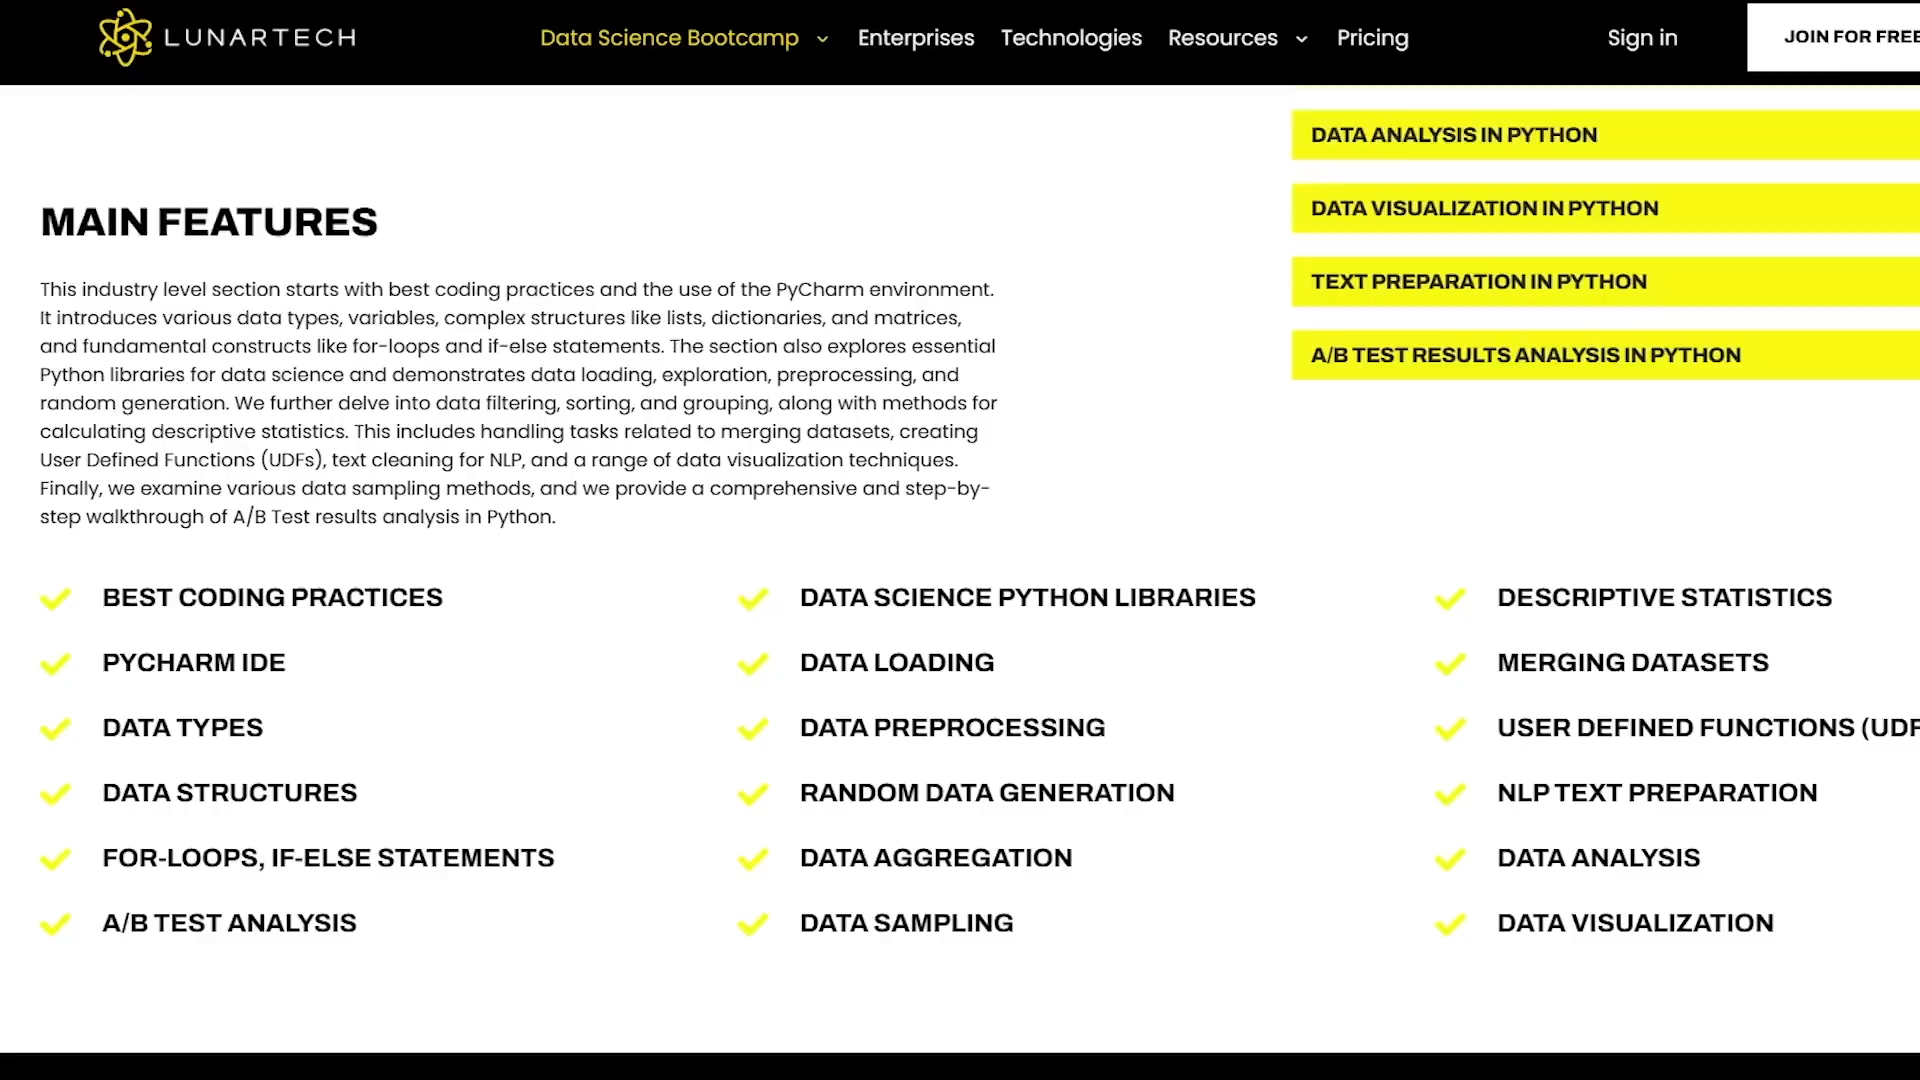 LUNARTECH
Data Science Bootcamp
Enterprises
Technologies
Resources
Pricing
Sign in
JOIN FOR FREE
DATA ANALYSIS IN PYTHON
DATA VISUALIZATION IN PYTHON
TEXT PREPARATION IN PYTHON
A/B TEST RESULTS ANALYSIS IN PYTHON
MAIN FEATURES
This industry level section starts with best coding practices and the use of the PyCharm environment.
It introduces various data types, variables, complex structures like lists, dictionaries, and matrices,
and fundamental constructs like for-loops and if-else statements. The section also explores essential
Python libraries for data science and demonstrates data loading, exploration, preprocessing, and
random generation. We further delve into data filtering, sorting, and grouping, along with methods for
calculating descriptive statistics. This includes handling tasks related to merging datasets, creating
User Defined Functions (UDFs), text cleaning for NLP, and a range of data visualization techniques.
Finally, we examine various data sampling methods, and we provide a comprehensive and step-by-
step walkthrough of A/B Test results analysis in Python.
BEST CODING PRACTICES
PYCHARM IDE
DATA TYPES
DATA STRUCTURES
FOR-LOOPS, IF-ELSE STATEMENTS
A/B TEST ANALYSIS
DATA SCIENCE PYTHON LIBRARIES
DATA LOADING
DATA PREPROCESSING
RANDOM DATA GENERATION
DATA AGGREGATION
DATA SAMPLING
DESCRIPTIVE STATISTICS
MERGING DATASETS
USER DEFINED FUNCTIONS (UDF
NLP TEXT PREPARATION
DATA ANALYSIS
DATA VISUALIZATION